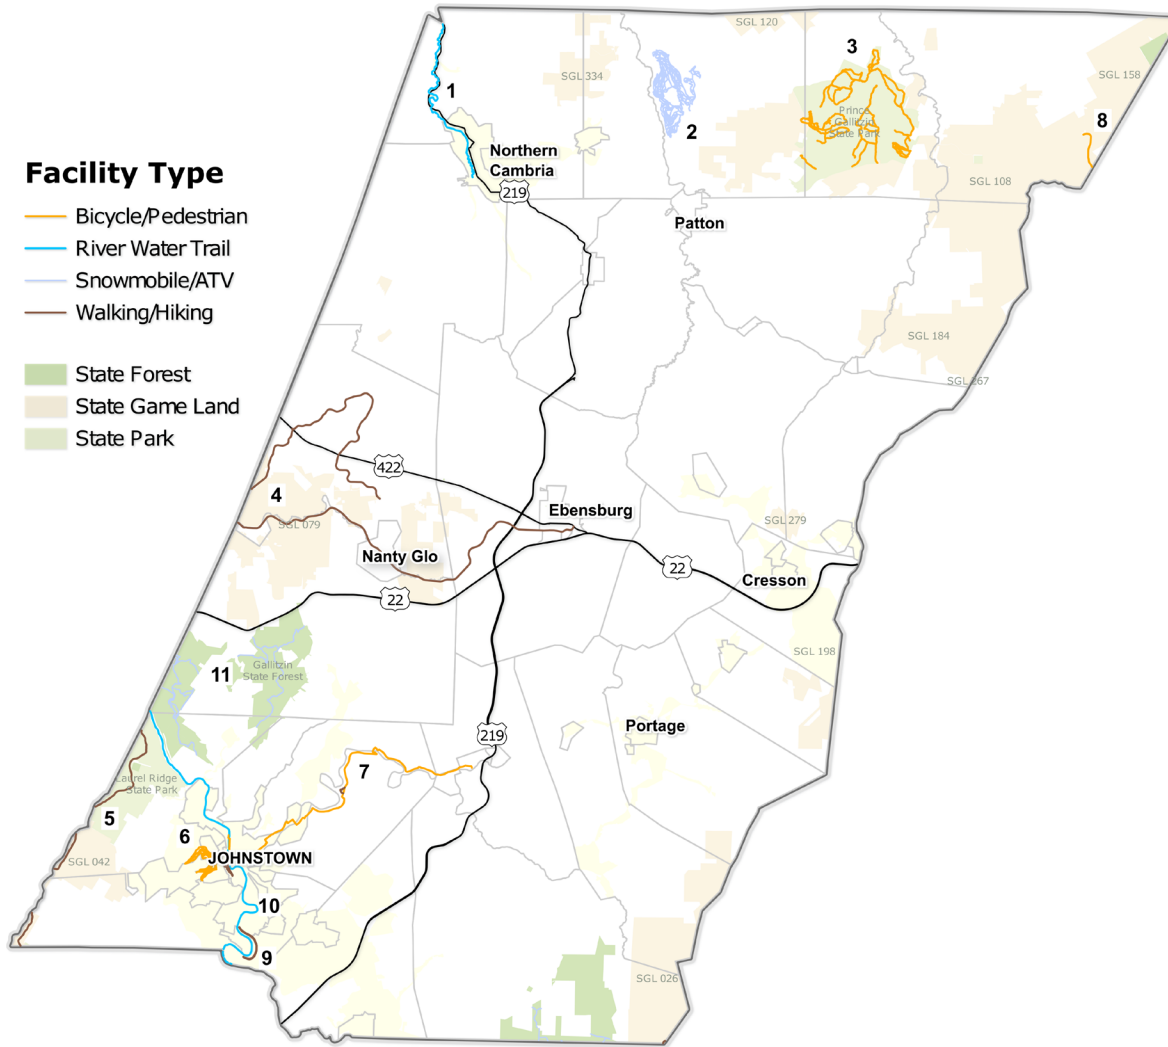 SGL 120
3
SGL 334
SGL 158
1
Prince
Gallitzin
State Park
8
2
Northern
Cambria
Facility Type
219
SGL 108
Bicycle/Pedestrian
Patton
River Water Trail
Snowmobile/ATV
Walking/Hiking
SGL 184
State Forest
SGL 267
State Game Land
State Park
422
4
Ebensburg
SGL 079
SGL 279
Nanty Glo
22
Cresson
22
SGL 198
11
Gallitzin
State Forest
Portage
219
7
Laurel Ridge
State Park
5
6
JOHNSTOWN
SGL 042
10
9
SGL 026